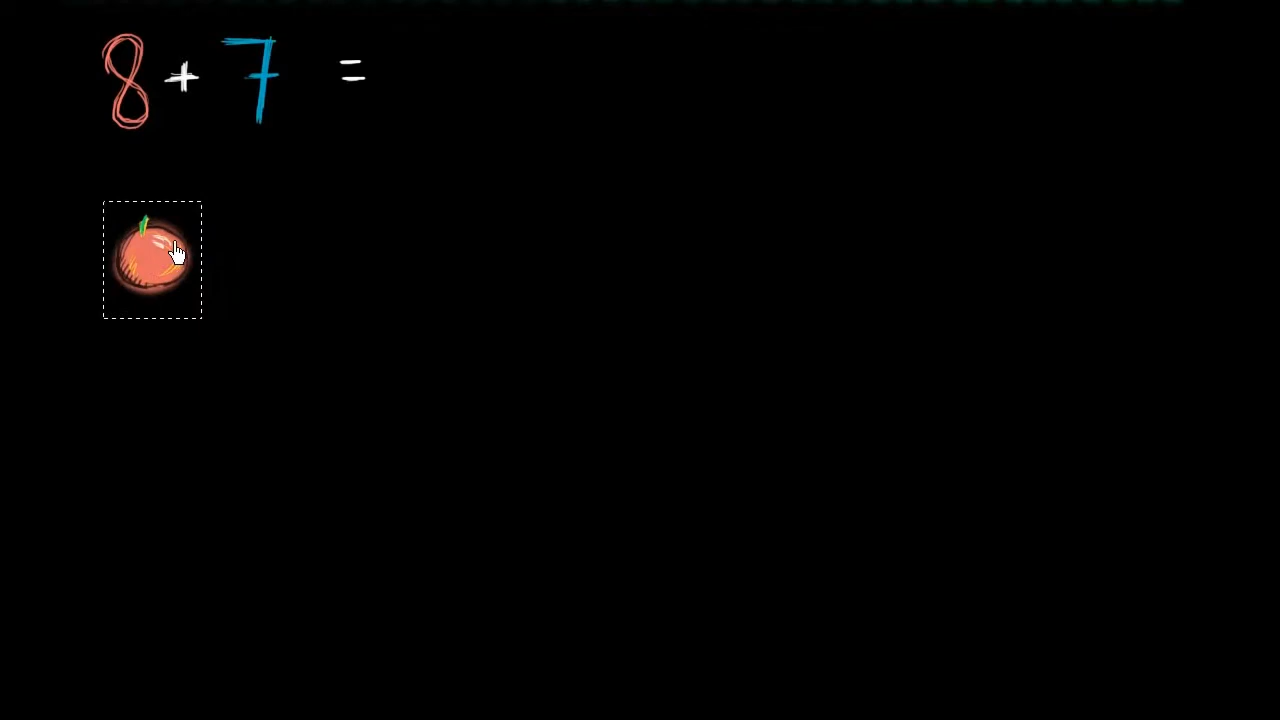 8 + 7 =